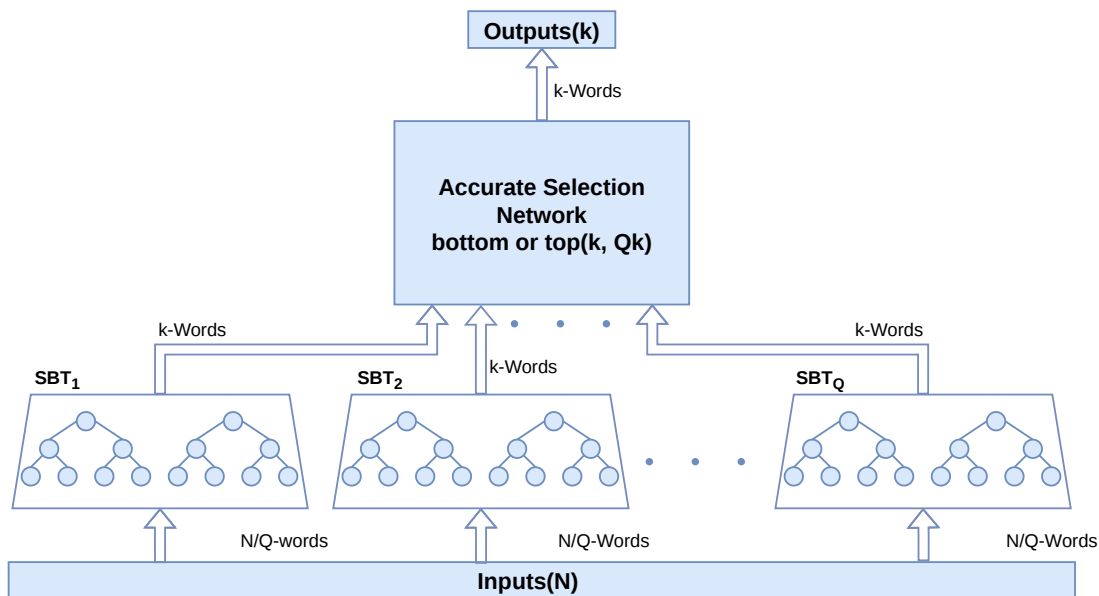 Outputs(k)
k-Words
Accurate Selection
Network
bottom or top(k, Qk)
k-Words
k-Words
k-Words
SBT1
SBT2
SBTQ
N/Q-words
N/Q-Words
N/Q-Words
Inputs(N)